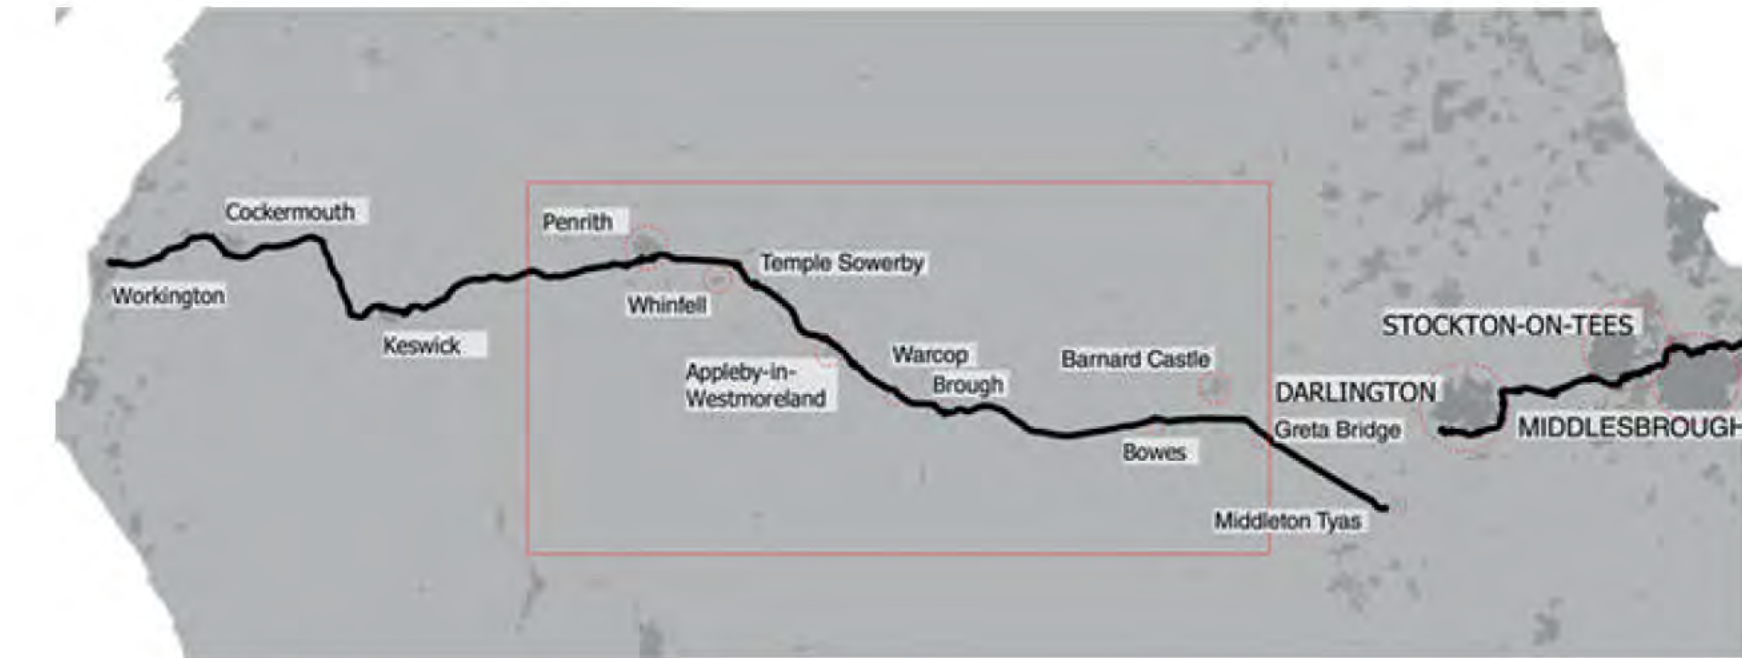 Cockermouth
Penrith
Temple Sowerby
Workington
Whinfell
STOCKTON-ON-TEES
Keswick
Warcop
Barnard Castle
Appleby-in-
Westmoreland
Brough
DARLINGTON
Greta Bridge
MIDDLESBROUGH
Bowes
Middleton Tyas